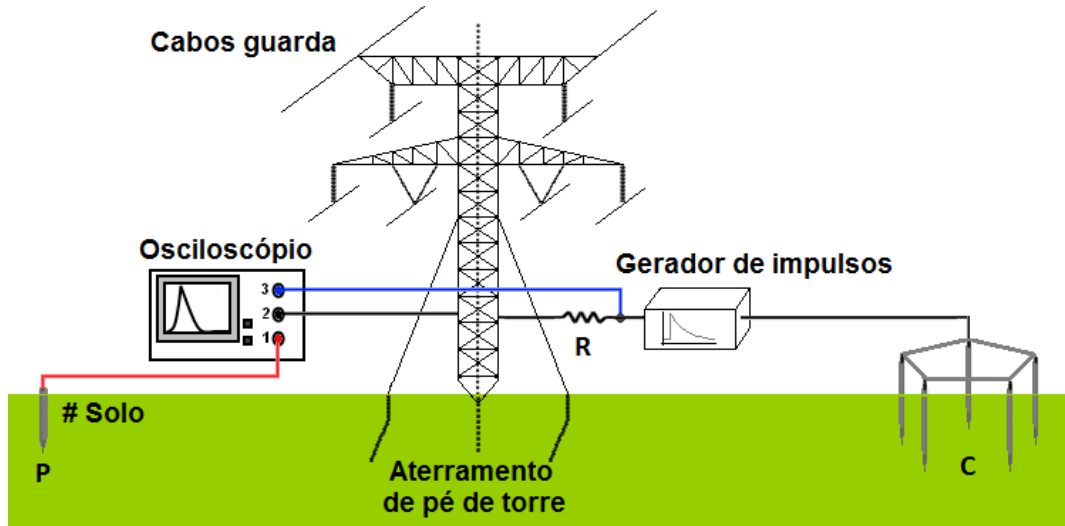 Cabos guarda
Osciloscópio
Gerador de impulsos
3
2
1
R
# Solo
P
C
Aterramento
de pé de torre